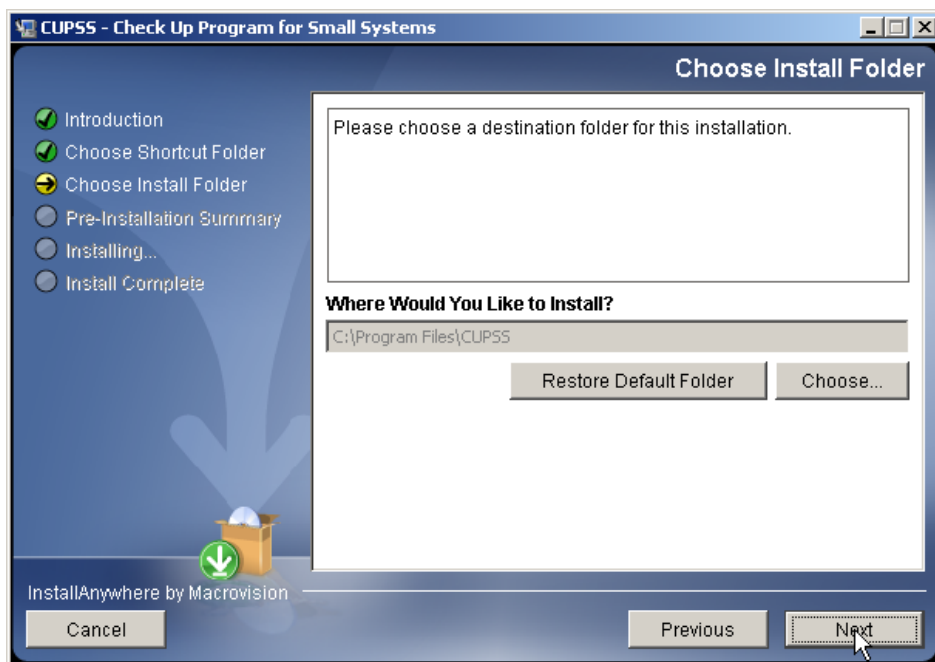 CUPSS - Check Up Program for Small Systems
Choose Install Folder
Introduction
Choose Shortcut Folder
Choose Install Folder
Pre-Installation Summary
Installing...
Install Complete
Please choose a destination folder for this installation.
Where Would You Like to Install?
C:\Program Files\CUPSS
Restore Default Folder
Choose...
InstallAnywhere by Macrovision
Cancel
Previous
Next